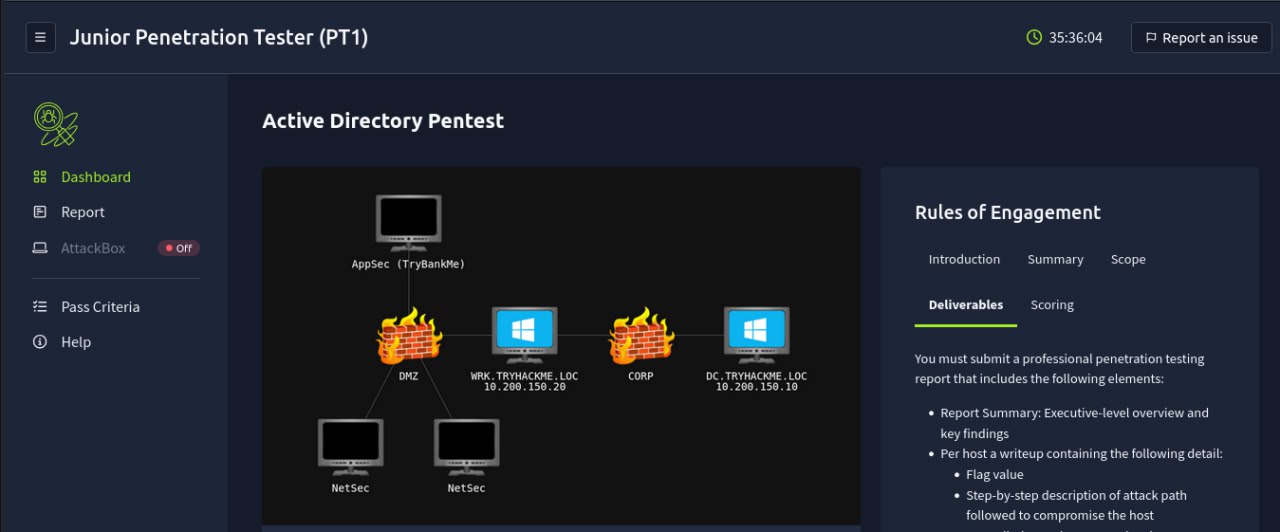 Junior Penetration Tester (PT1)
35:36:04
Report an issue
Dashboard
Report
AttackBox
Off
Pass Criteria
Help
Active Directory Pentest
AppSec (TryBankMe)
DMZ
WRK.TRYHACKME.LOC
10.200.150.20
CORP
DC.TRYHACKME.LOC
10.200.150.10
NetSec
NetSec
Rules of Engagement
Introduction
Summary
Scope
Deliverables
Scoring
You must submit a professional penetration testing
report that includes the following elements:
• Report Summary: Executive-level overview and
key findings
• Per host a writeup containing the following detail:
• Flag value
• Step-by-step description of attack path
followed to compromise the host